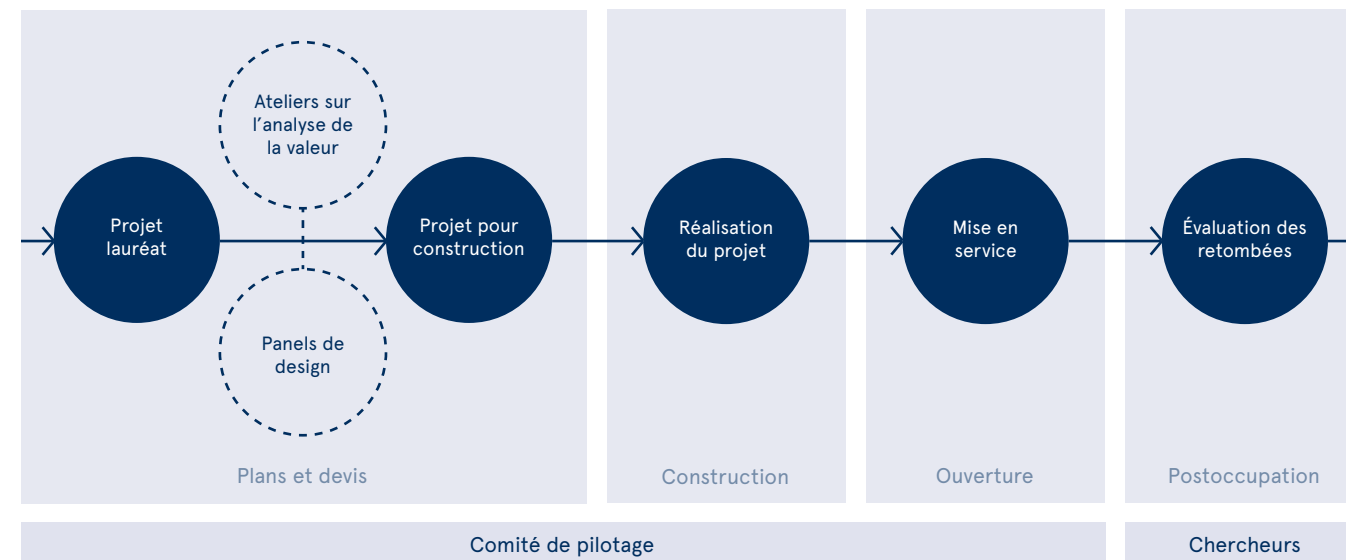 Ateliers sur
l’analyse de
la valeur
Projet
lauréat
Projet pour
construction
Réalisation
du projet
Mise en
service
Évaluation des
retombées
Panels de
design
Plans et devis
Construction
Ouverture
Postoccupation
Comité de pilotage
Chercheurs